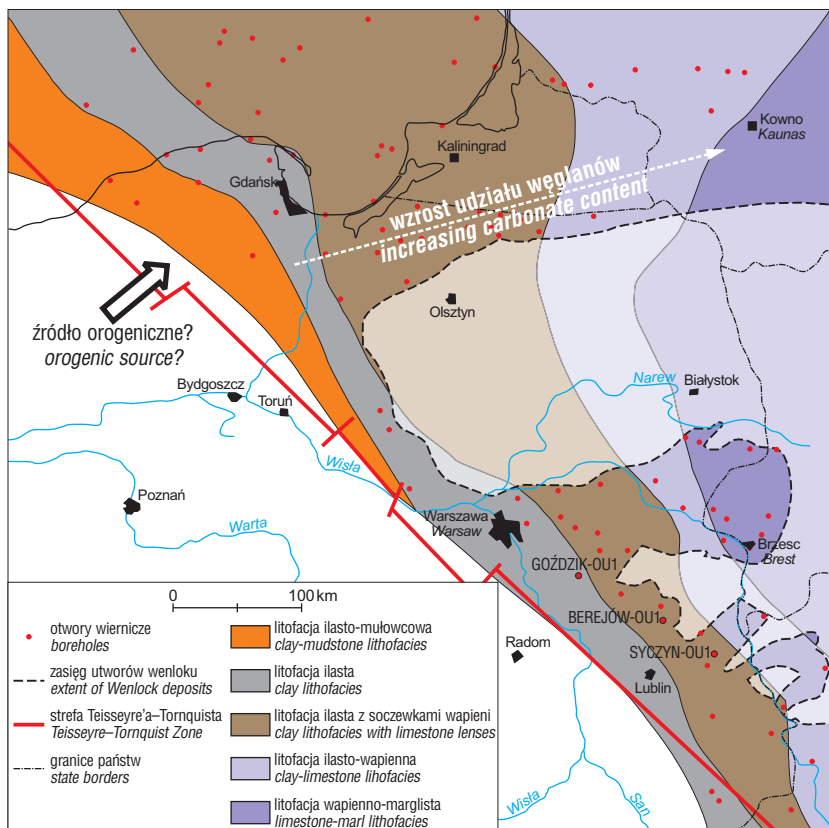 Kowno
Kaunas
Kaliningrad
Gdańsk
wzrost udziału węglanów
increasing carbonate content
Olsztyn
źródło orogeniczne?
orogenic source?
Bydgoszcz
Toruń
Narew
Białystok
Wisła
Poznań
Warta
Warszawa
Warsaw
Brzesc
Brest
GOŹDZIK-OU1
BEREJÓW-OU1
SYCZYN-OU1
Radom
Lublin
Wisła
San
0 100 km
otwory wiernicze
boreholes
zasięg utworów wenloku
extent of Wenlock deposits
strefa Teisseyre'a–Tornquista
Teisseyre–Tornquist Zone
granice państw
state borders
litofacja ilasto-mułowcowa
clay-mudstone lithofacies
litofacja ilasta
clay lithofacies
litofacja ilasta z soczewkami wapieni
clay lithofacies with limestone lenses
litofacja ilasto-wapienna
clay-limestone lihofacies
litofacja wapienno-marglista
limestone-marl lithofacies